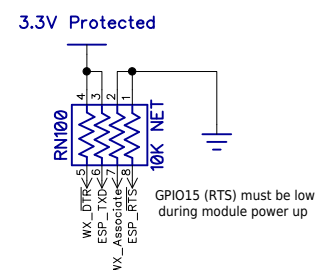 3.3V Protected
4 3 2 1
RN100
10K NET
5 6 7 8
WX_DTR
ESP_TXD
WX_Associate
ESP_RTS
GPIO15 (RTS) must be low
during module power up